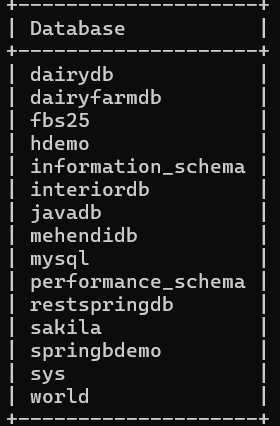 +--------------------+
| Database           |
+--------------------+
| dairydb            |
| dairyfarmdb        |
| fbs25              |
| hdemo              |
| information_schema |
| interiordb         |
| javadb             |
| mehendidb          |
| mysql              |
| performance_schema |
| restspringdb       |
| sakila             |
| springbdemo        |
| sys                |
| world              |
+--------------------+